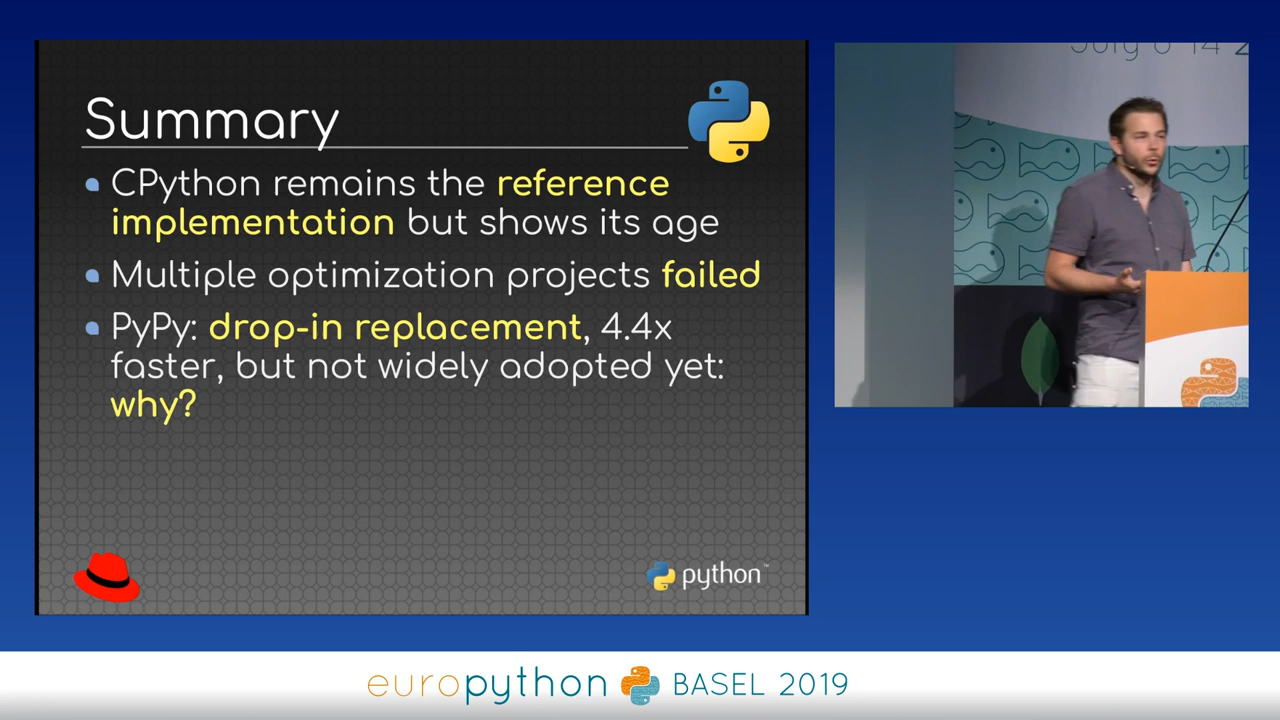 Summary
CPython remains the reference
implementation but shows its age
Multiple optimization projects failed
PyPy: drop-in replacement, 4.4x
faster, but not widely adopted yet:
why?
python™
europython BASEL 2019